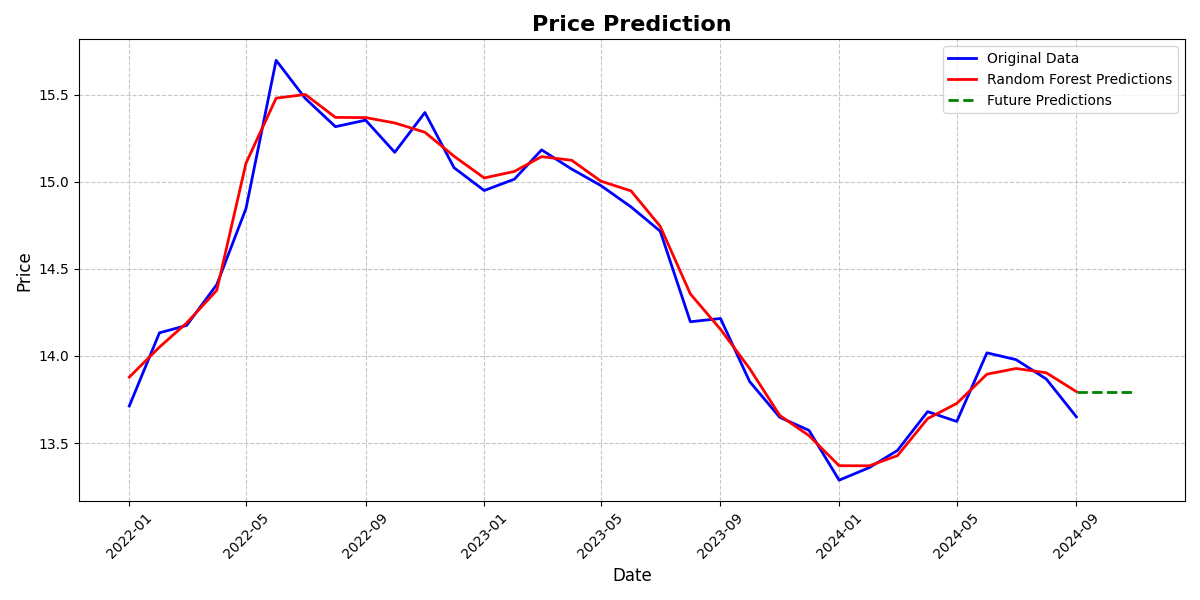 Price Prediction
Original Data
Random Forest Predictions
Future Predictions
Price
15.5
15.0
14.5
14.0
13.5
2022-01
2022-05
2022-09
2023-01
2023-05
2023-09
2024-01
2024-05
2024-09
Date